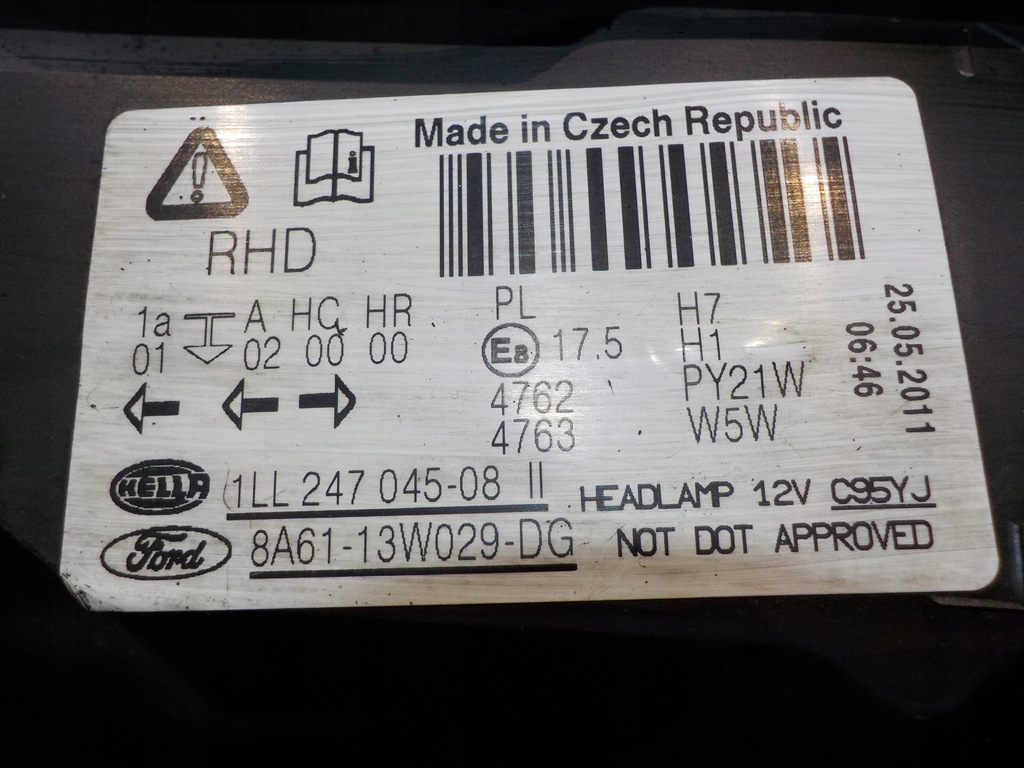 Made in Czech Republic
RHD
1a A HC HR PL H7
01 02 00 00 E8 17.5 H1
4762 PY21W
4763 W5W
25.05.2011
06:46
HELLA 1LL 247 045-08 II HEADLAMP 12V C95YJ
Ford 8A61-13W029-DG NOT DOT APPROVED